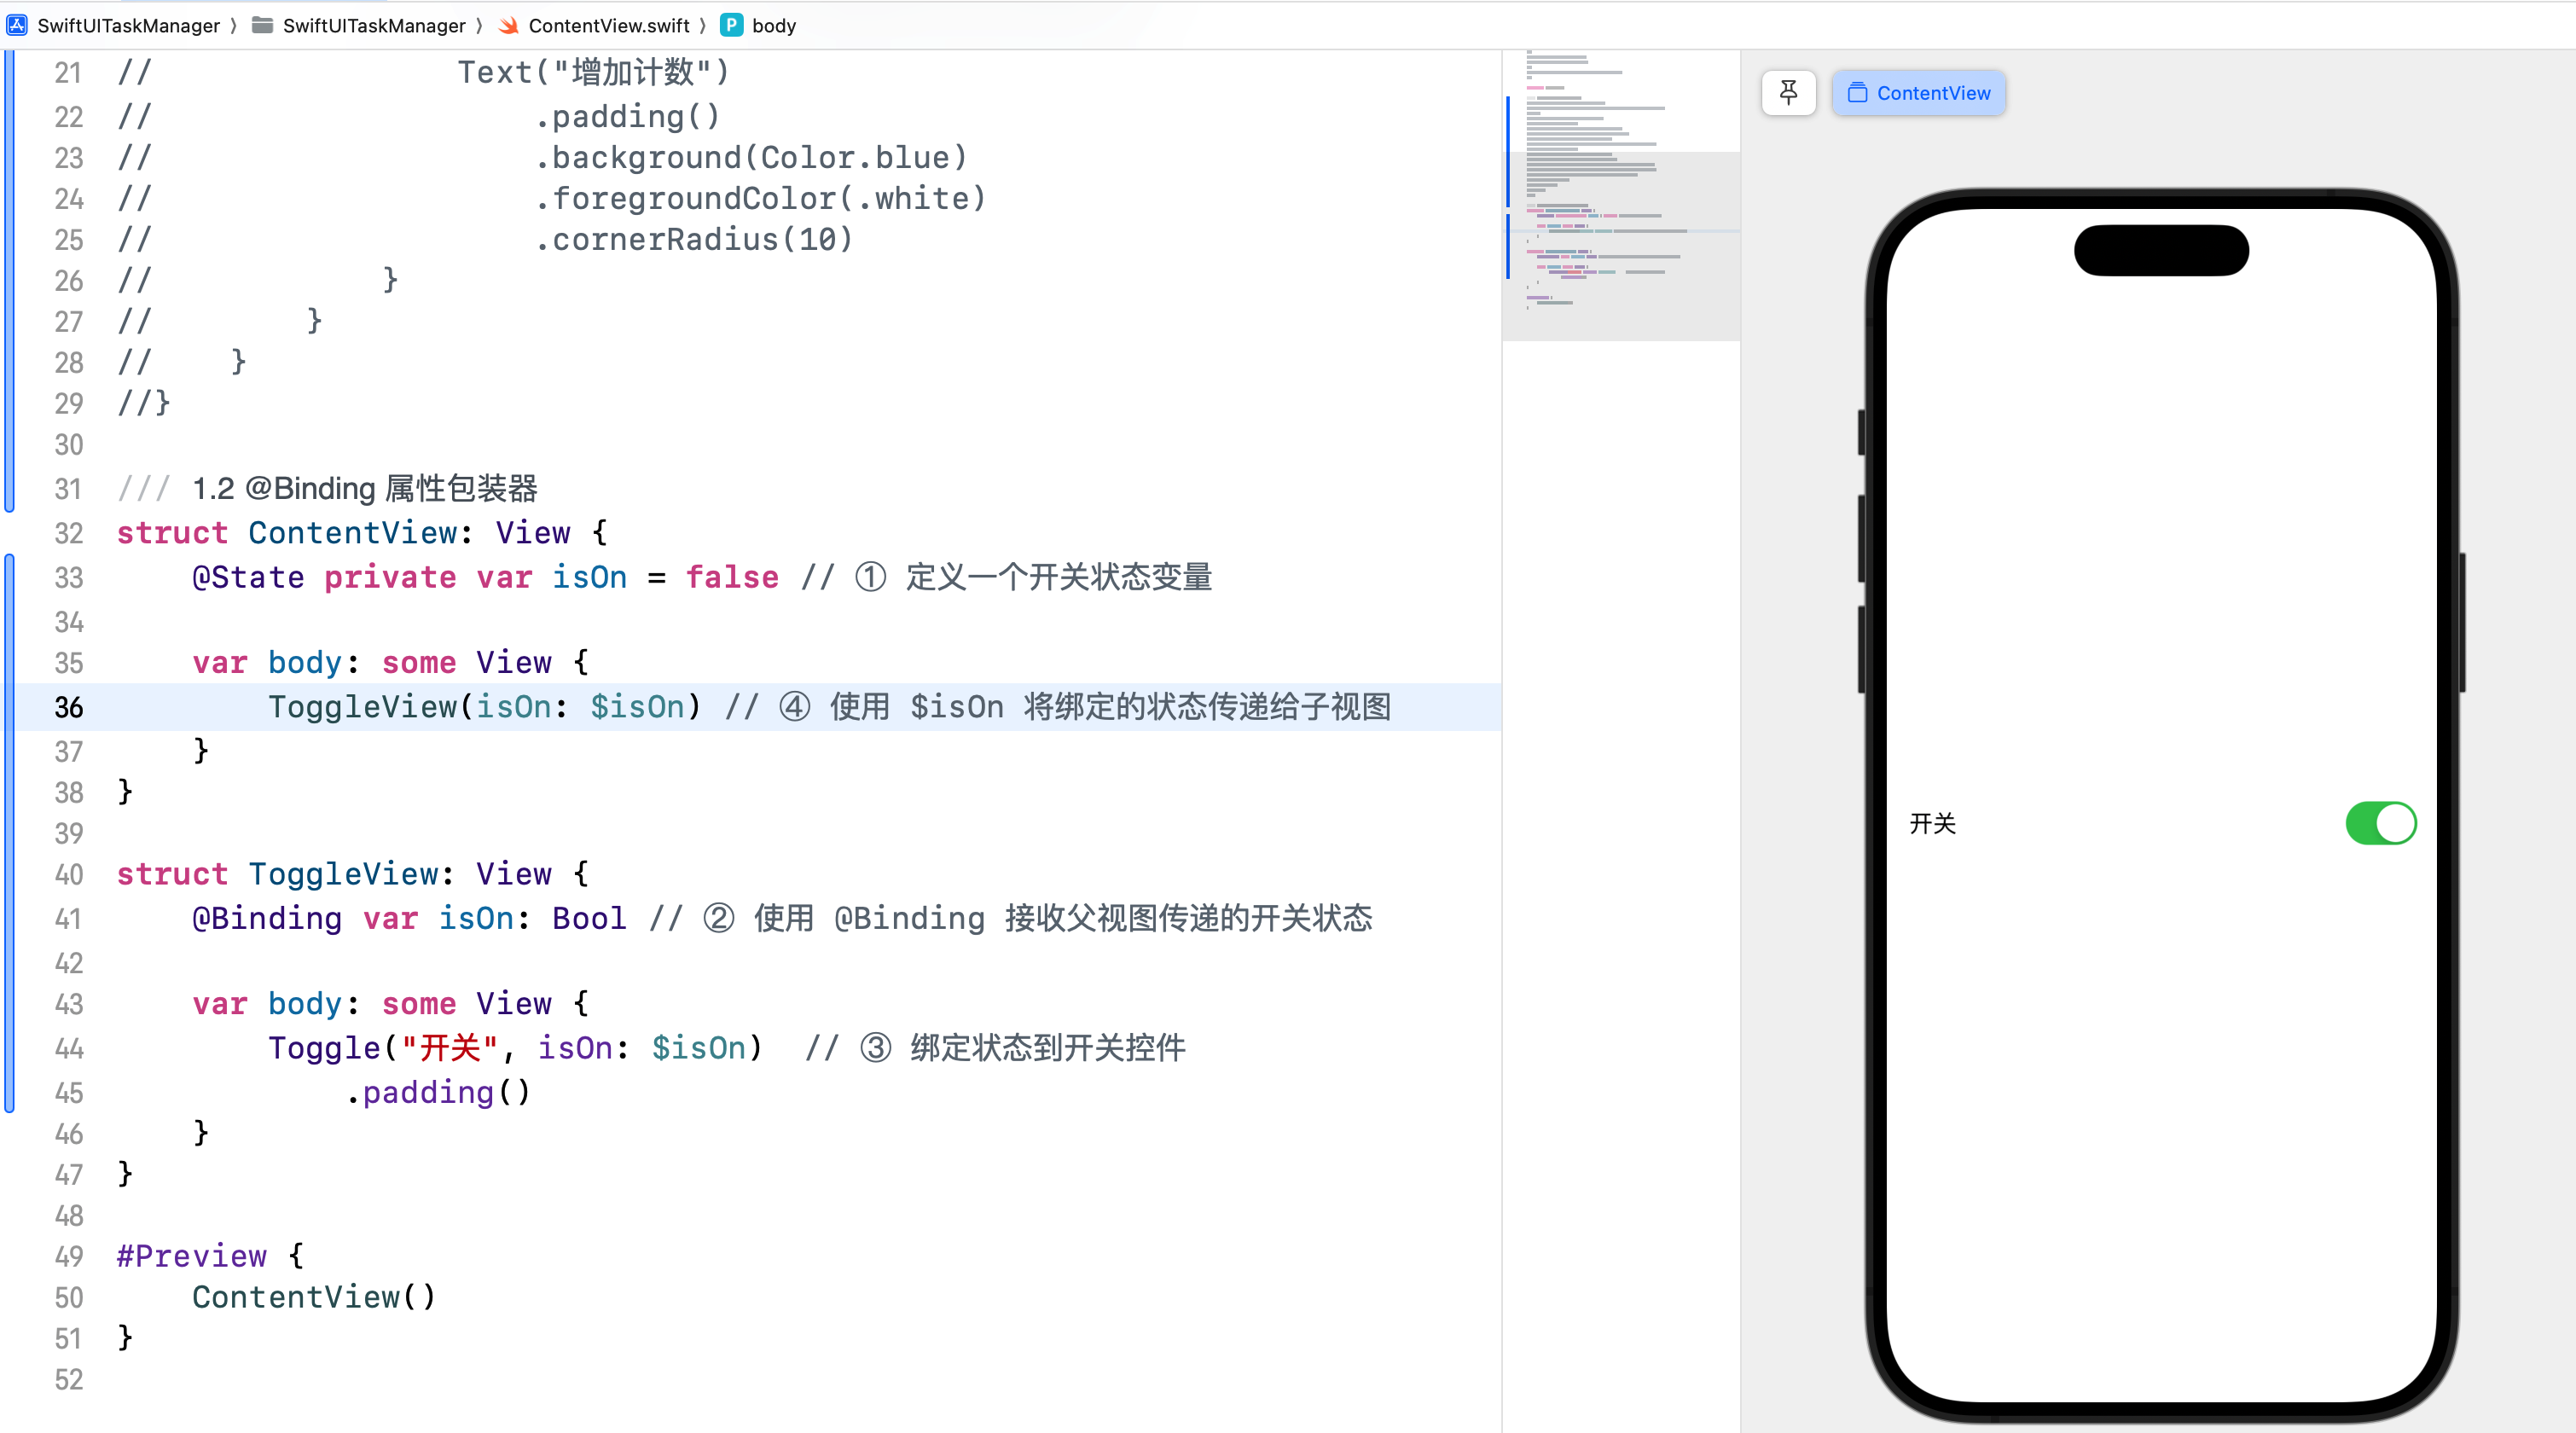 SwiftUITaskManager 〉 SwiftUITaskManager 〉 ContentView.swift 〉 P body
21 //                Text("增加计数")
22 //                    .padding()
23 //                    .background(Color.blue)
24 //                    .foregroundColor(.white)
25 //                    .cornerRadius(10)
26 //            }
27 //        }
28 //    }
29 //}
30
31 /// 1.2 @Binding 属性包装器
32 struct ContentView: View {
33     @State private var isOn = false // ① 定义一个开关状态变量
34
35     var body: some View {
36         ToggleView(isOn: $isOn) // ④ 使用 $isOn 将绑定的状态传递给子视图
37     }
38 }
39
40 struct ToggleView: View {
41     @Binding var isOn: Bool // ② 使用 @Binding 接收父视图传递的开关状态
42
43     var body: some View {
44         Toggle("开关", isOn: $isOn)  // ③ 绑定状态到开关控件
45             .padding()
46     }
47 }
48
49 #Preview {
50     ContentView()
51 }
52
ContentView
开关